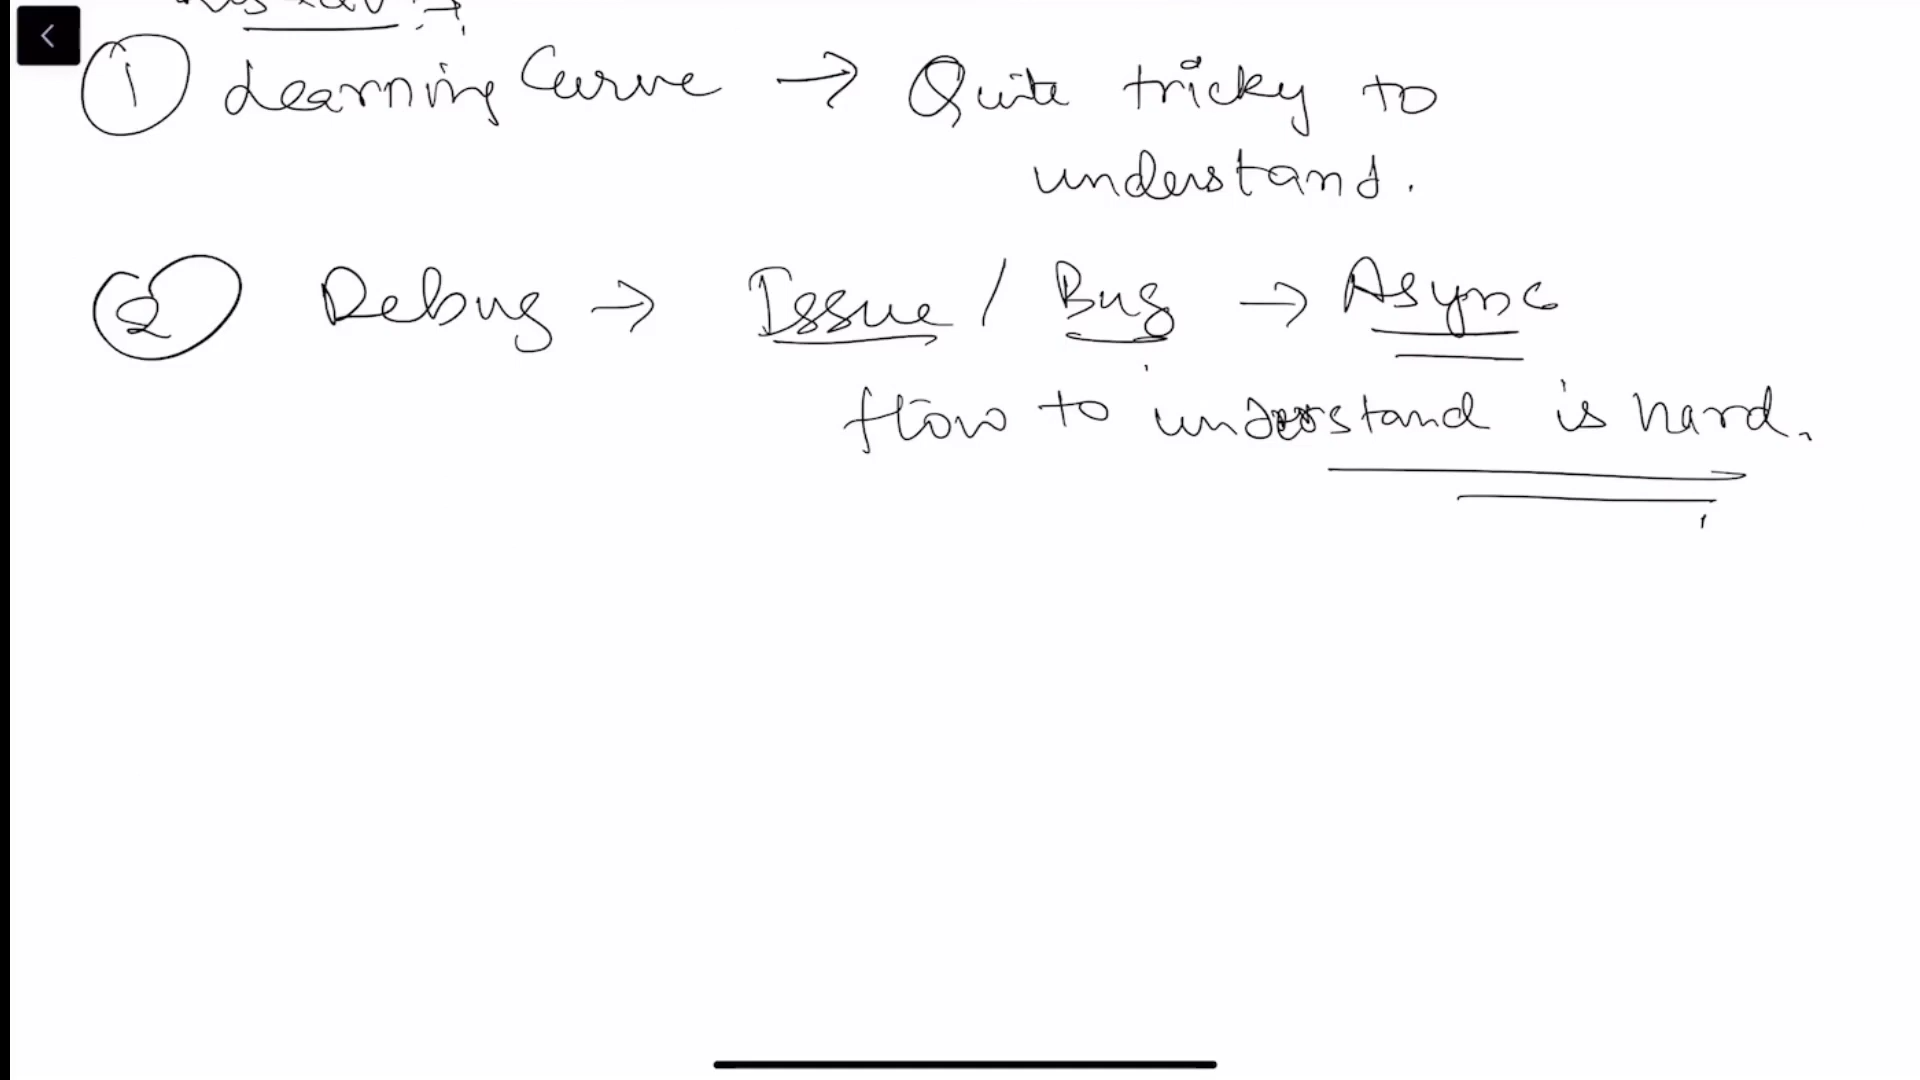 ① Learning Curve → Quite tricky to
understand.
② Debug → Issue / Bug → Async
flow to understand is hard.